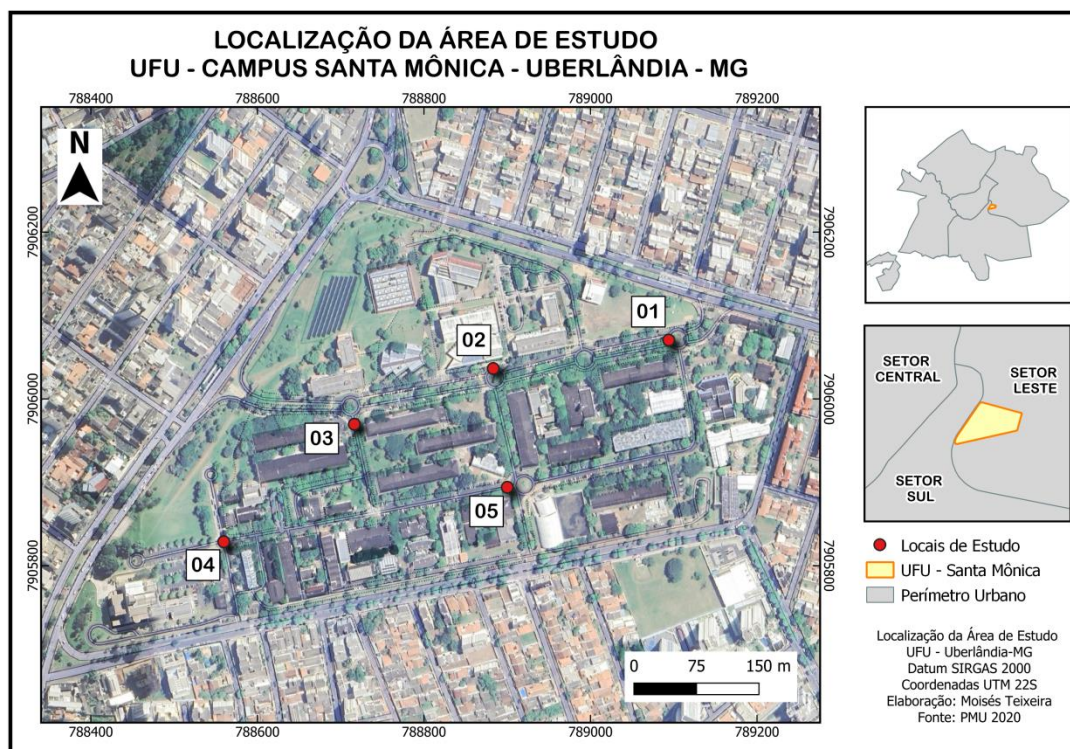 LOCALIZAÇÃO DA ÁREA DE ESTUDO
UFU - CAMPUS SANTA MÔNICA - UBERLÂNDIA - MG
788400 788600 788800 789000 789200
N
7906200
7906200
01
02
7906000
7906000
03
05
04
7905800
7905800
0 75 150 m
788400 788600 788800 789000 789200
SETOR
CENTRAL
SETOR
LESTE
SETOR
SUL
Locais de Estudo
UFU - Santa Mônica
Perímetro Urbano
Localização da Área de Estudo
UFU - Uberlândia-MG
Datum SIRGAS 2000
Coordenadas UTM 22S
Elaboração: Moisés Teixeira
Fonte: PMU 2020